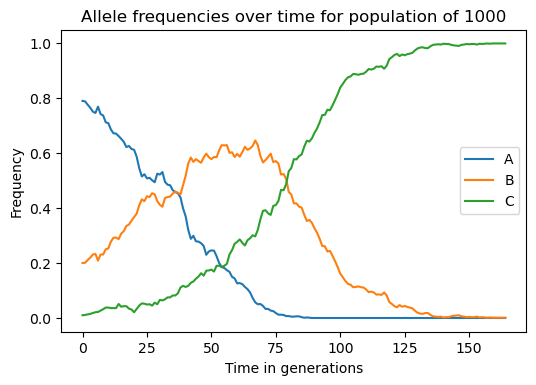 Allele frequencies over time for population of 1000
1.0
0.8
0.6
0.4
0.2
0.0
Frequency
A
B
C
0 25 50 75 100 125 150
Time in generations